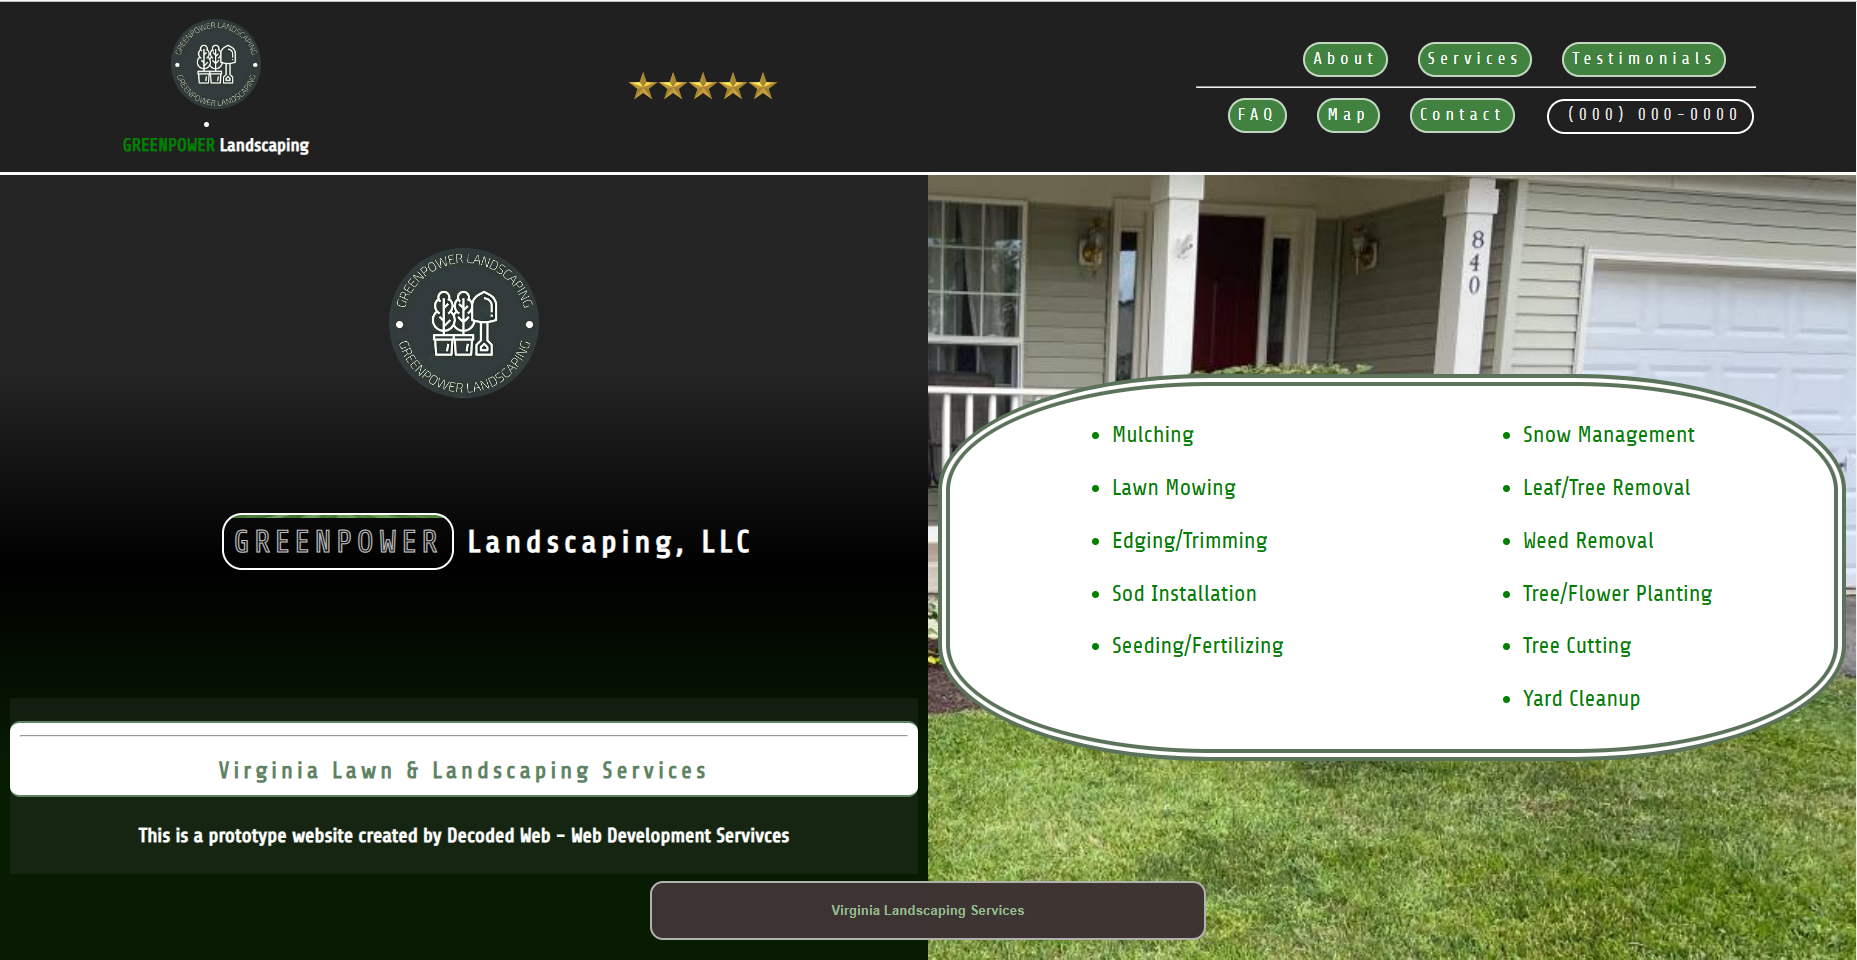 GREENPOWER LANDSCAPING
GREENPOWER LANDSCAPING
GREENPOWER Landscaping
About Services Testimonials
FAQ Map Contact (000) 000-0000
GREENPOWER LANDSCAPING
GREENPOWER LANDSCAPING
GREENPOWER Landscaping, LLC
Virginia Lawn & Landscaping Services
This is a prototype website created by Decoded Web - Web Development Servivces
840
Mulching
Lawn Mowing
Edging/Trimming
Sod Installation
Seeding/Fertilizing
Snow Management
Leaf/Tree Removal
Weed Removal
Tree/Flower Planting
Tree Cutting
Yard Cleanup
Virginia Landscaping Services